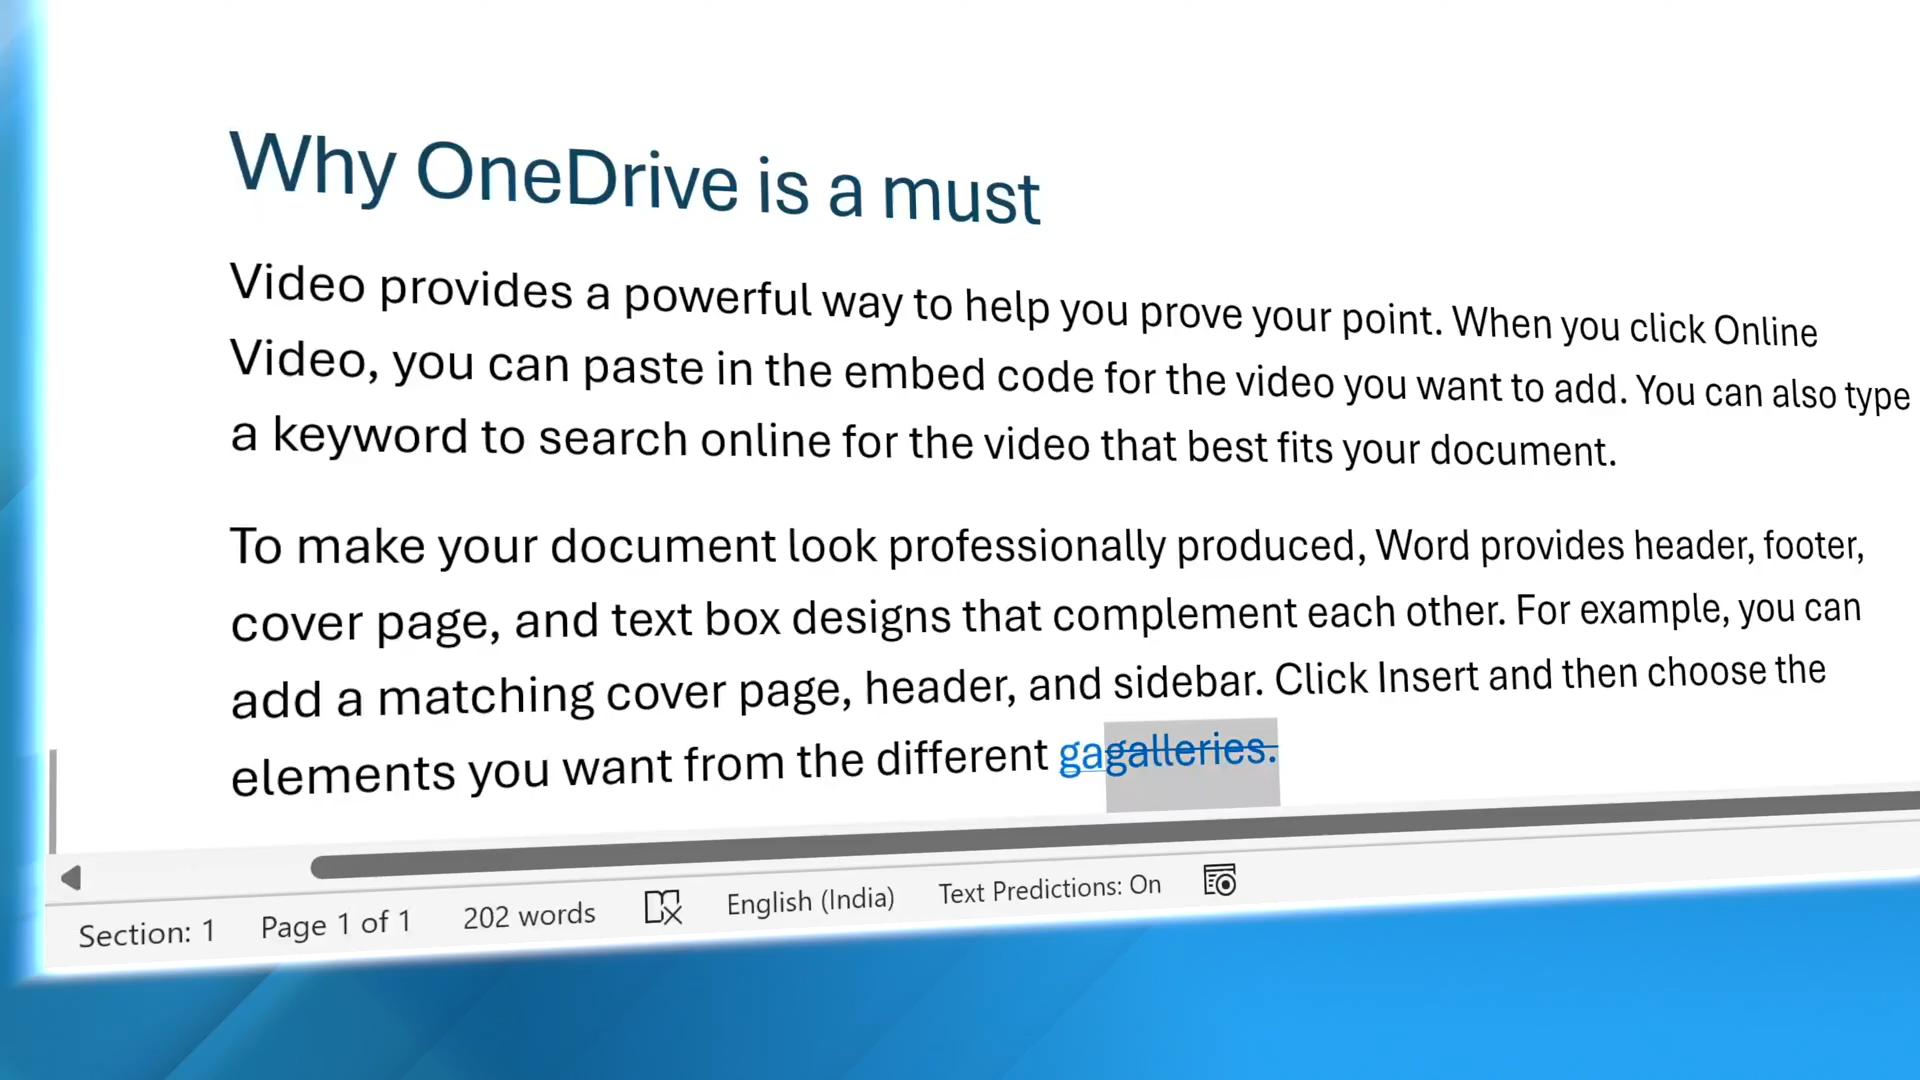 Why OneDrive is a must
Video provides a powerful way to help you prove your point. When you click Online
Video, you can paste in the embed code for the video you want to add. You can also type
a keyword to search online for the video that best fits your document.
To make your document look professionally produced, Word provides header, footer,
cover page, and text box designs that complement each other. For example, you can
add a matching cover page, header, and sidebar. Click Insert and then choose the
elements you want from the different gagalleries.
Section: 1 Page 1 of 1 202 words English (India) Text Predictions: On